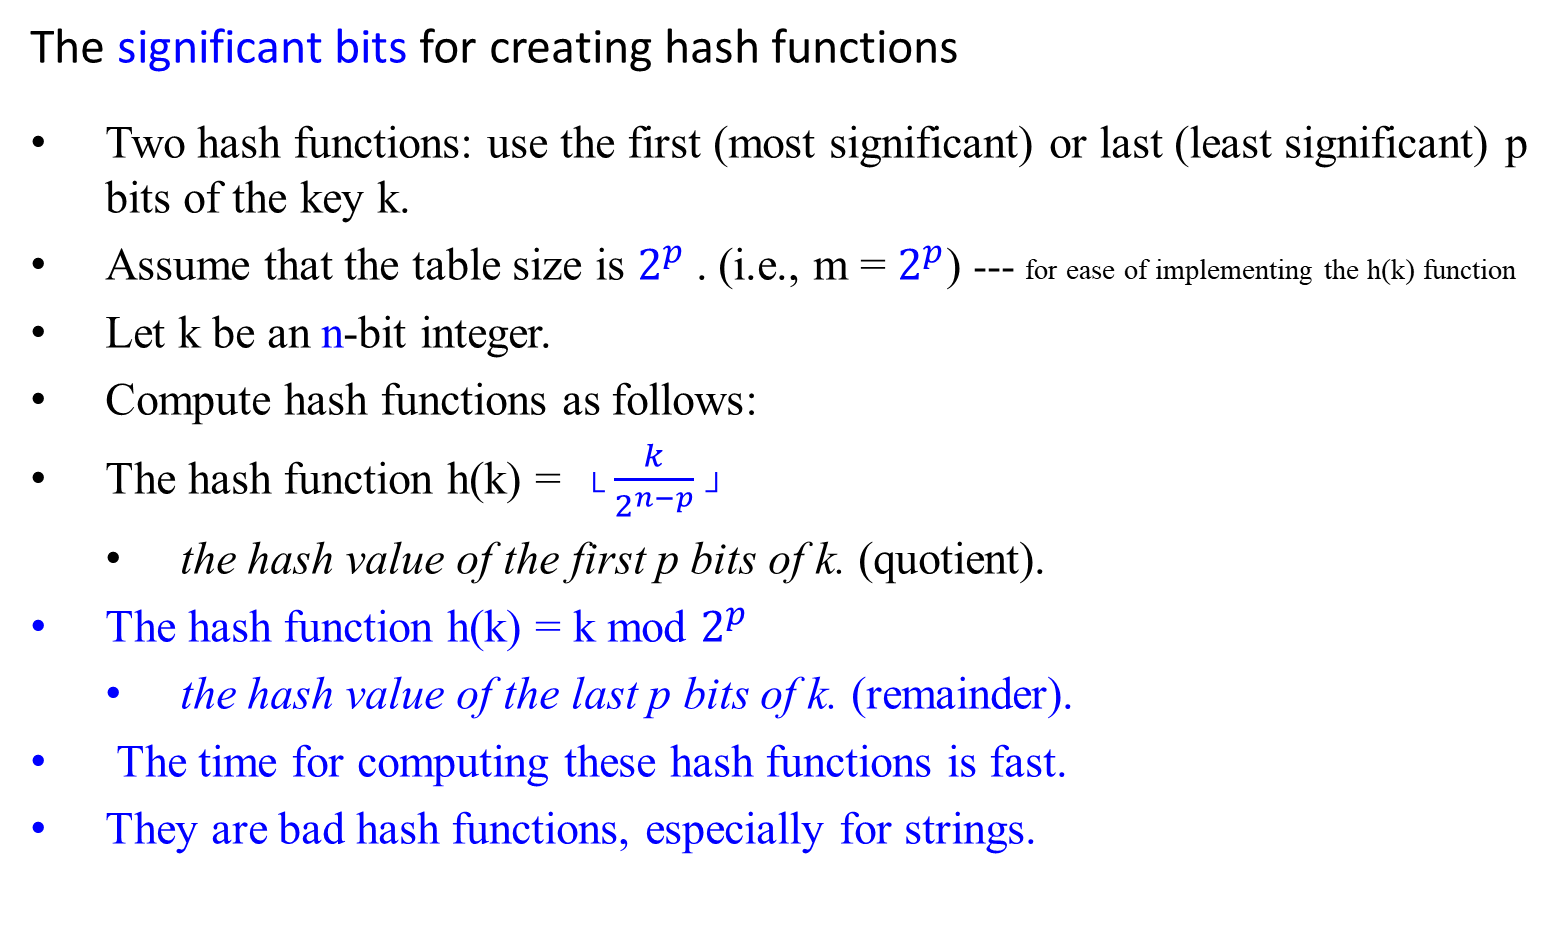 The significant bits for creating hash functions
• Two hash functions: use the first (most significant) or last (least significant) p
bits of the key k.
• Assume that the table size is 2^p . (i.e., m = 2^p) --- for ease of implementing the h(k) function
• Let k be an n-bit integer.
• Compute hash functions as follows:
• The hash function h(k) = ⌞k/2^(n−p)⌟
• the hash value of the first p bits of k. (quotient).
• The hash function h(k) = k mod 2^p
• the hash value of the last p bits of k. (remainder).
• The time for computing these hash functions is fast.
• They are bad hash functions, especially for strings.